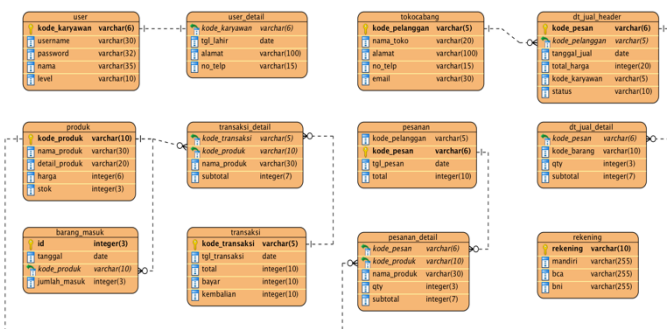 user
kode_karyawan varchar(6)
username varchar(30)
password varchar(32)
nama varchar(35)
level varchar(10)
user_detail
kode_karyawan varchar(6)
tgl_lahir date
alamat varchar(100)
no_telp varchar(15)
tokocabang
kode_pelanggan varchar(5)
nama_toko varchar(20)
alamat varchar(100)
no_telp varchar(15)
email varchar(30)
dt_jual_header
kode_pesan varchar(6)
kode_pelanggan varchar(5)
tanggal_jual date
total_harga integer(20)
kode_karyawan varchar(5)
status varchar(10)
produk
kode_produk varchar(10)
nama_produk varchar(30)
detail_produk varchar(20)
harga integer(6)
stok integer(3)
transaksi_detail
kode_transaksi varchar(5)
kode_produk varchar(10)
nama_produk varchar(30)
subtotal integer(7)
pesanan
kode_pelanggan varchar(5)
kode_pesan varchar(6)
tgl_pesan date
total integer(10)
dt_jual_detail
kode_pesan varchar(6)
kode_barang varchar(10)
qty integer(3)
subtotal integer(7)
barang_masuk
id integer(3)
tanggal date
kode_produk varchar(10)
jumlah_masuk integer(3)
transaksi
kode_transaksi varchar(5)
tgl_transaksi date
total integer(10)
bayar integer(10)
kembalian integer(10)
pesanan_detail
kode_pesan varchar(6)
kode_produk varchar(10)
nama_produk varchar(30)
qty integer(3)
subtotal integer(7)
rekening
rekening varchar(10)
mandiri varchar(255)
bca varchar(255)
bni varchar(255)